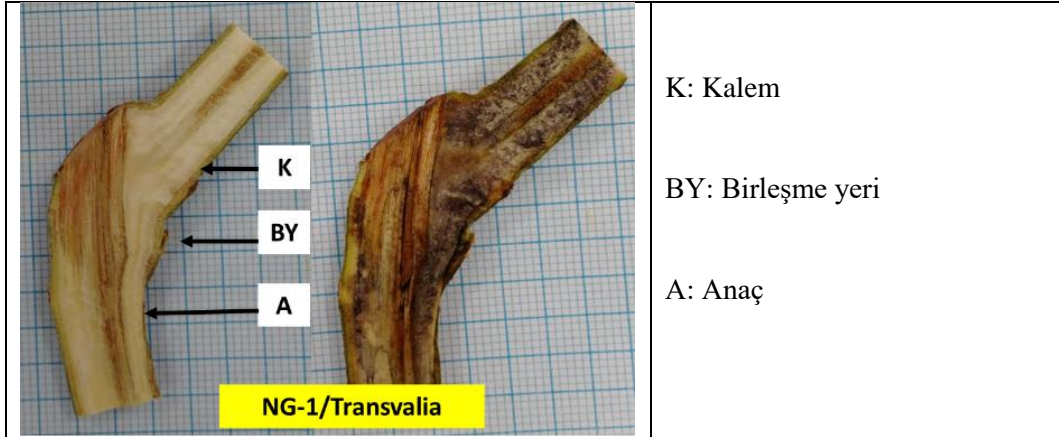 K
BY
A
NG-1/Transvalia
K: Kalem
BY: Birleşme yeri
A: Anaç